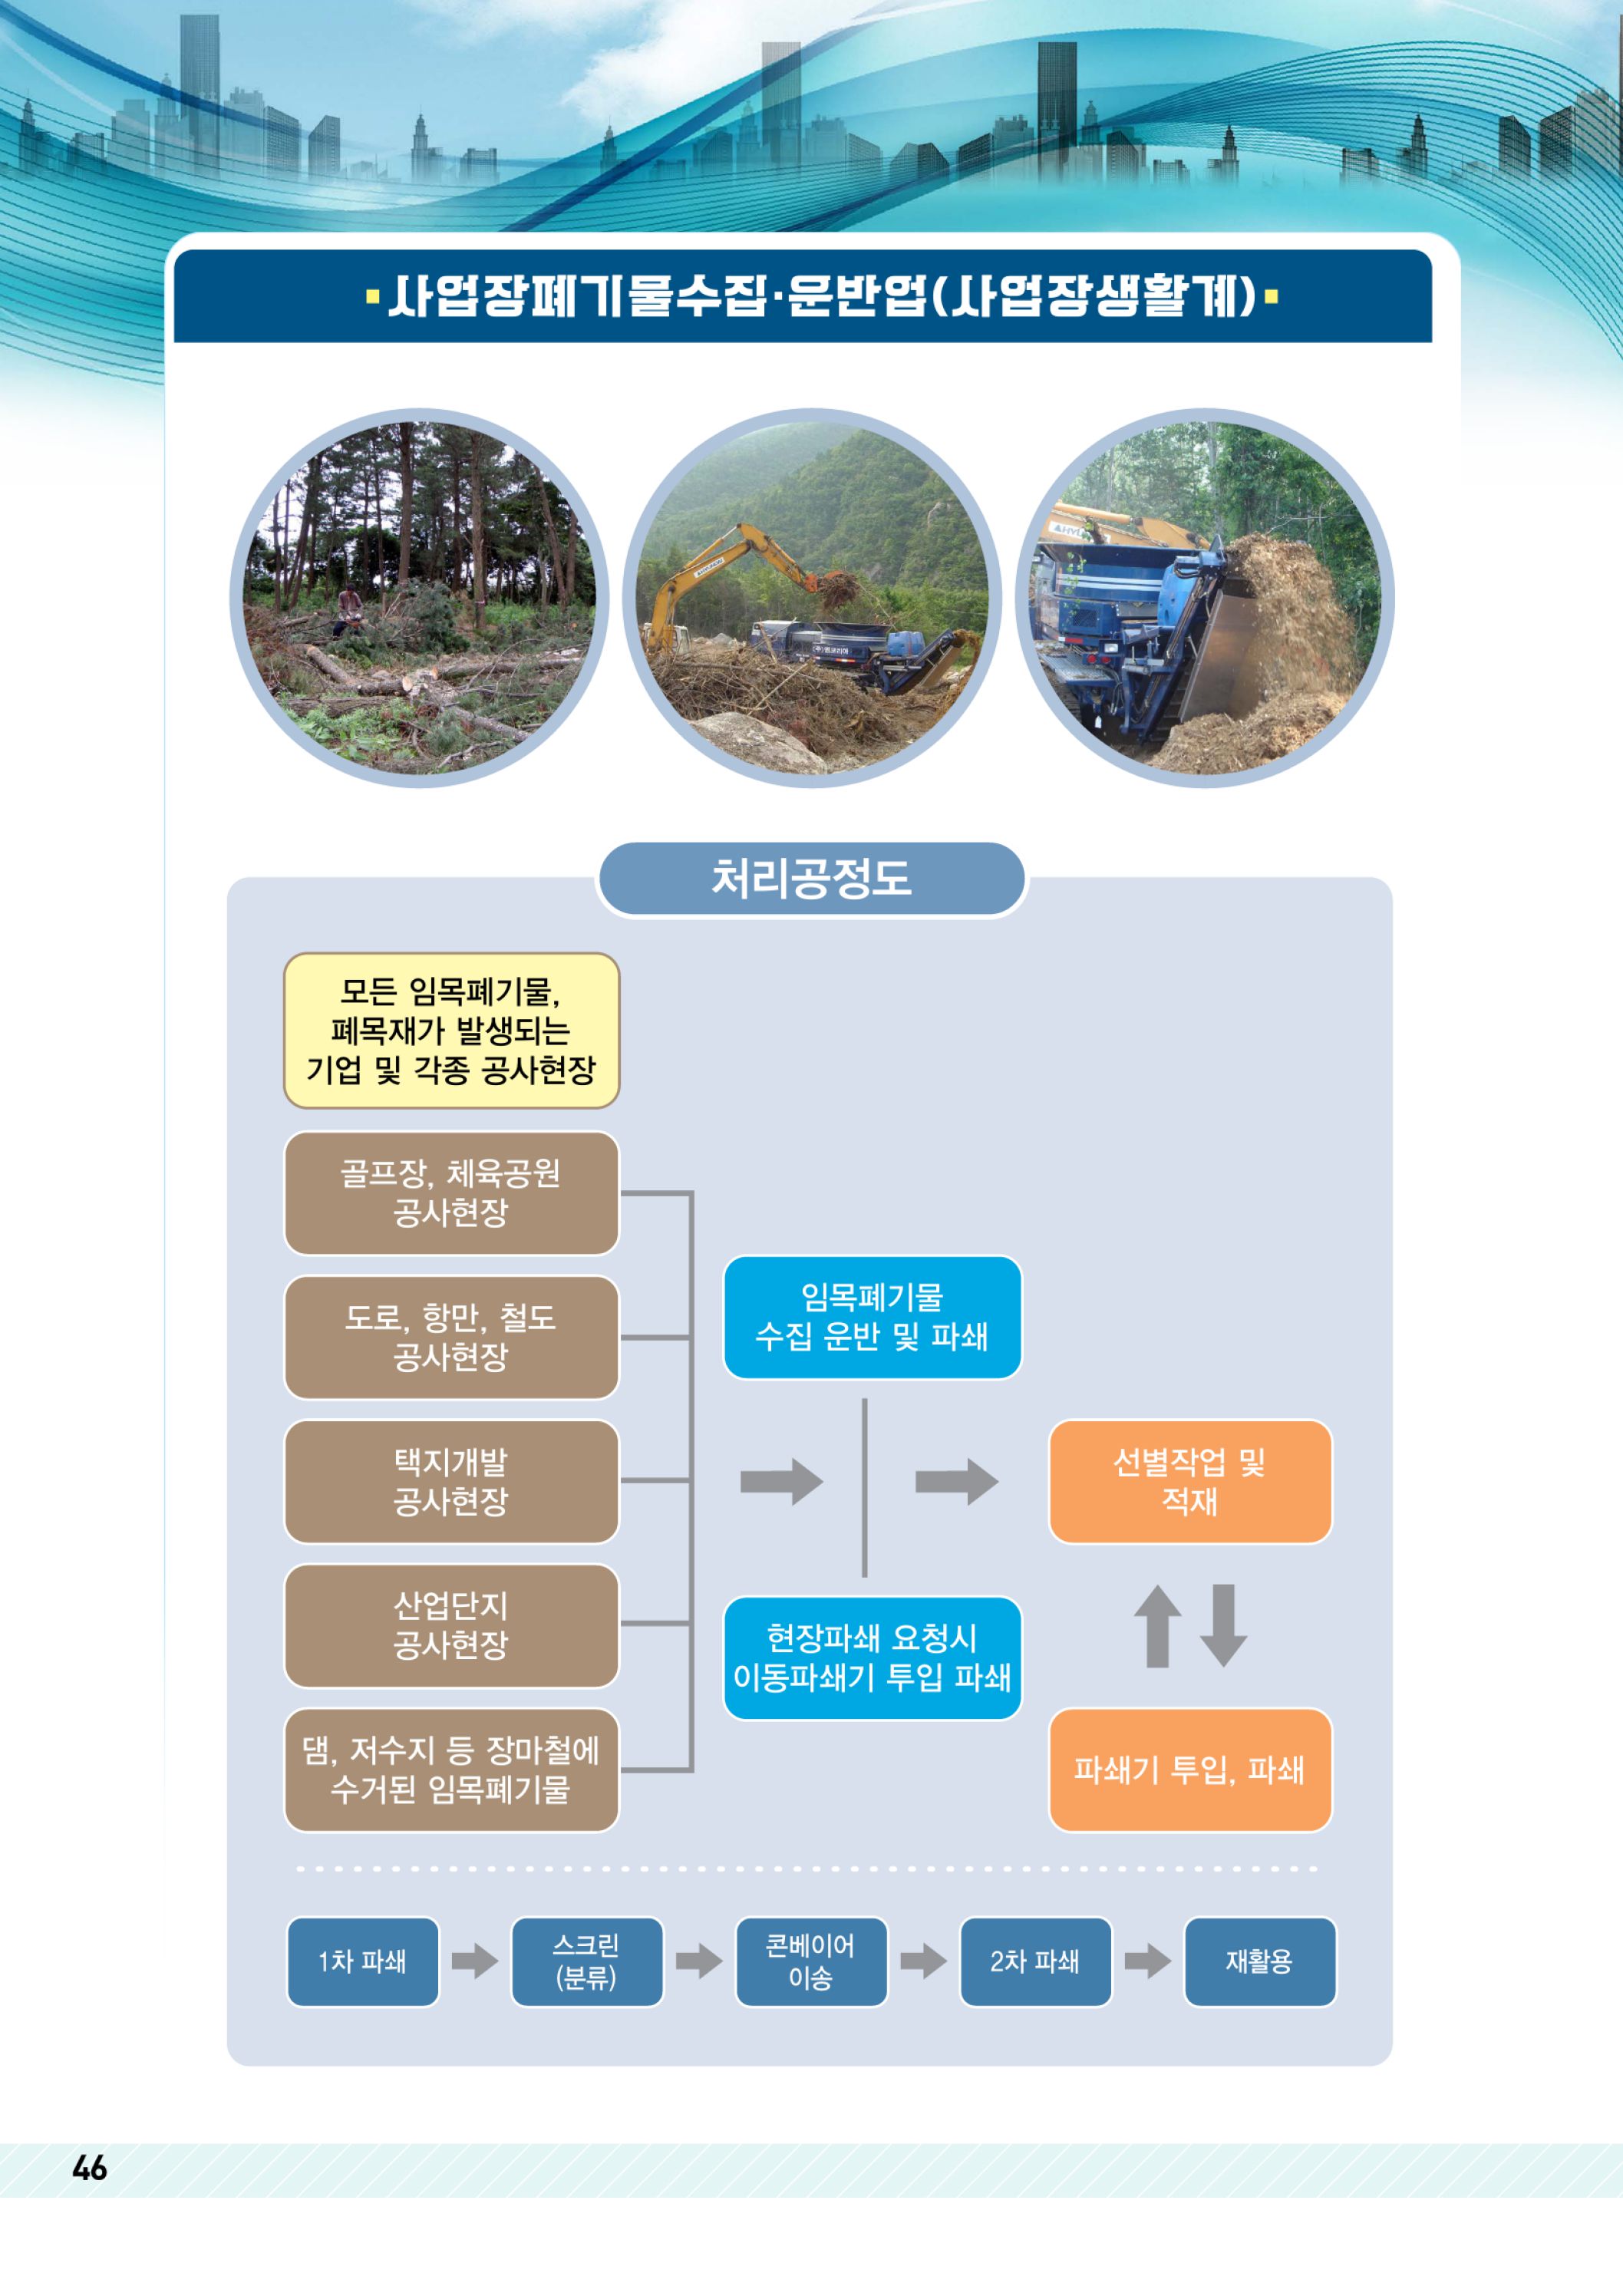 사업장폐기물수집·운반업(사업장생활계)
처리공정도
모든 임목폐기물,
폐목재가 발생되는
기업 및 각종 공사현장
골프장, 체육공원
공사현장
도로, 항만, 철도
공사현장
택지개발
공사현장
산업단지
공사현장
댐, 저수지 등 장마철에
수거된 임목폐기물
임목폐기물
수집 운반 및 파쇄
현장파쇄 요청시
이동파쇄기 투입 파쇄
선별작업 및
적재
파쇄기 투입, 파쇄
1차 파쇄
스크린
(분류)
콘베이어
이송
2차 파쇄
재활용
46